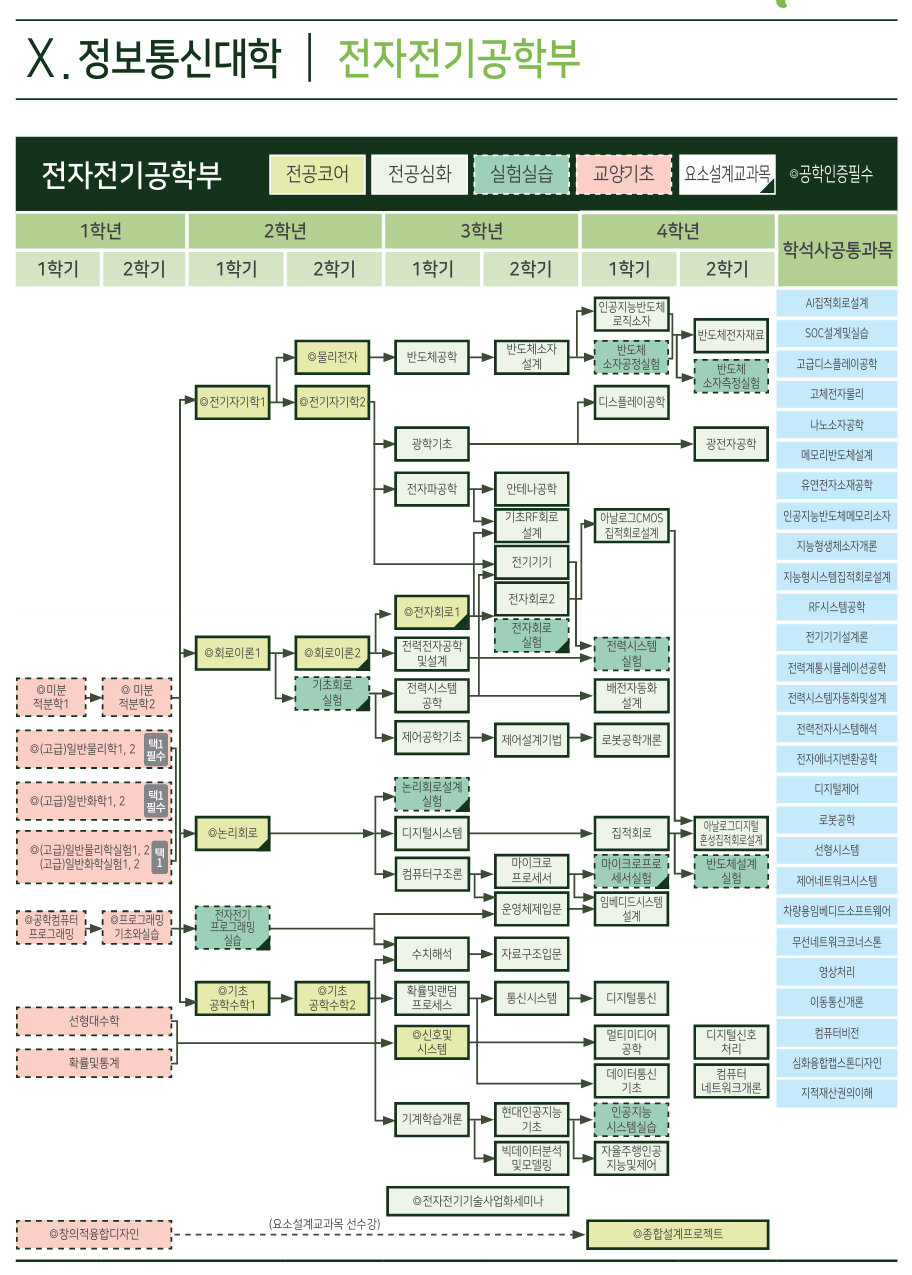 X. 정보통신대학 | 전자전기공학부
전자전기공학부
전공코어
전공심화
실험실습
교양기초
요소설계교과목
◎공학인증필수
1학년
2학년
3학년
4학년
학석사공통과목
1학기
2학기
1학기
2학기
1학기
2학기
1학기
2학기
◎미분
적분학1
◎ 미분
적분학2
◎(고급)일반물리학1, 2
택1
필수
◎(고급)일반화학1, 2
택1
필수
◎(고급)일반물리학실험1, 2
(고급)일반화학실험1, 2
택
1
◎공학컴퓨터
프로그래밍
◎프로그래밍
기초와실습
선형대수학
확률및통계
◎창의적융합디자인
(요소설계교과목 선수강)
◎전기자기학1
◎회로이론1
◎논리회로
전자전기
프로그래밍
실습
◎기초
공학수학1
◎물리전자
◎전기자기학2
◎회로이론2
기초회로
실험
◎기초
공학수학2
반도체공학
광학기초
전자파공학
◎전자회로1
전력전자공학
및설계
전력시스템
공학
제어공학기초
논리회로설계
실험
디지털시스템
컴퓨터구조론
수치해석
확률및랜덤
프로세스
◎신호및
시스템
기계학습개론
◎전자전기기술사업화세미나
반도체소자
설계
안테나공학
기초RF회로
설계
전기기기
전자회로2
전자회로
실험
제어설계기법
마이크로
프로세서
운영체제입문
자료구조입문
통신시스템
현대인공지능
기초
빅데이터분석
및모델링
인공지능반도체
로직소자
반도체
소자공정실험
디스플레이공학
아날로그CMOS
집적회로설계
전력시스템
실험
배전자동화
설계
로봇공학개론
집적회로
마이크로프로
세서실험
임베디드시스템
설계
디지털통신
멀티미디어
공학
데이터통신
기초
인공지능
시스템실습
자율주행인공
지능및제어
◎종합설계프로젝트
반도체전자재료
반도체
소자측정실험
광전자공학
아날로그디지털
혼성집적회로설계
반도체설계
실험
디지털신호
처리
컴퓨터
네트워크개론
AI집적회로설계
SOC설계및실습
고급디스플레이공학
고체전자물리
나노소자공학
메모리반도체설계
유연전자소재공학
인공지능반도체메모리소자
지능형생체소자개론
지능형시스템집적회로설계
RF시스템공학
전기기기설계론
전력계통시뮬레이션공학
전력시스템자동화및설계
전력전자시스템해석
전자에너지변환공학
디지털제어
로봇공학
선형시스템
제어네트워크시스템
차량용임베디드소프트웨어
무선네트워크코너스톤
영상처리
이동통신개론
컴퓨터비전
심화융합캡스톤디자인
지적재산권의이해